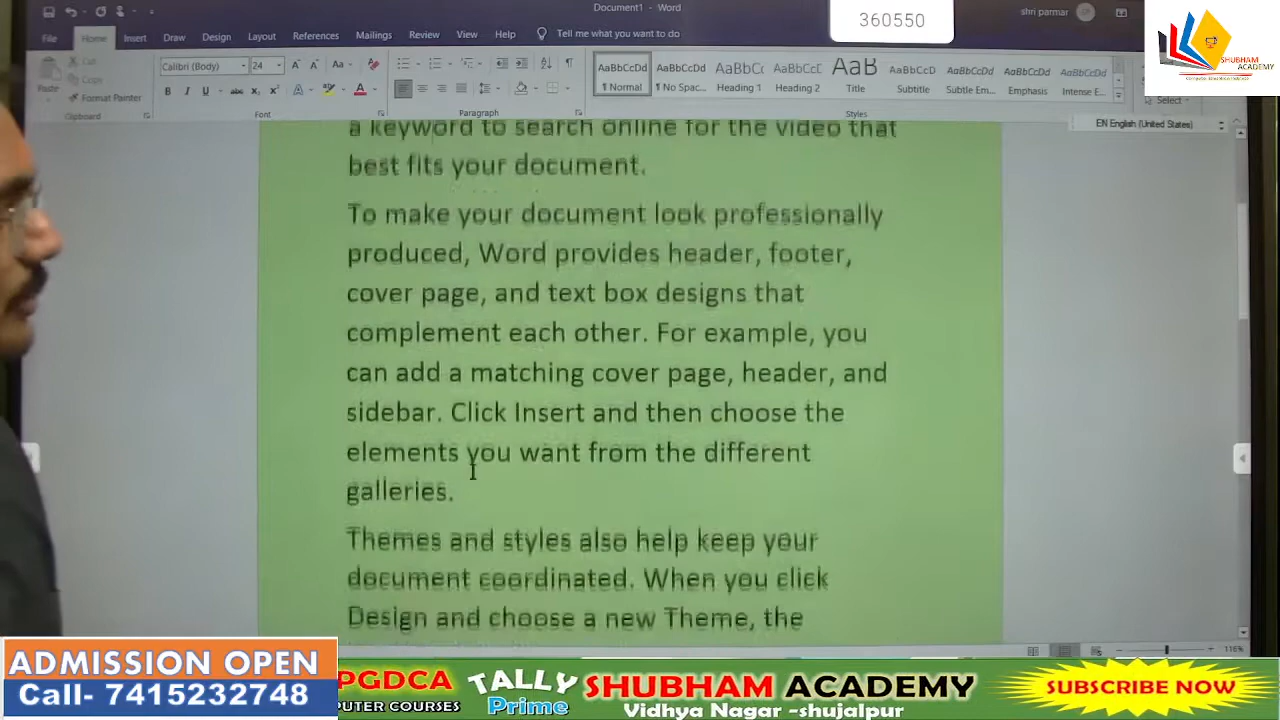 Document1 - Word
360550
shri parmar
SHUBHAM
ACADEMY
File Home Insert Draw Design Layout References Mailings Review View Help Tell me what you want to do
Cut
Copy
Format Painter
Paste
Clipboard
Calibri (Body) 24
Font
Paragraph
AaBbCcDd AaBbCcDd AaBbC AaBbCcC AaB AaBbCcD AaBbCcDd AaBbCcDd AaBbCcDd
¶ Normal ¶ No Spac... Heading 1 Heading 2 Title Subtitle Subtle Em... Emphasis Intense E...
Styles
Select
EN English (United States)
a keyword to search online for the video that
best fits your document.
To make your document look professionally
produced, Word provides header, footer,
cover page, and text box designs that
complement each other. For example, you
can add a matching cover page, header, and
sidebar. Click Insert and then choose the
elements you want from the different
galleries.
Themes and styles also help keep your
document coordinated. When you click
Design and choose a new Theme, the
116%
ADMISSION OPEN
Call- 7415232748
PGDCA
PUTER COURSES
TALLY
Prime
SHUBHAM ACADEMY
Vidhya Nagar -shujalpur
SUBSCRIBE NOW